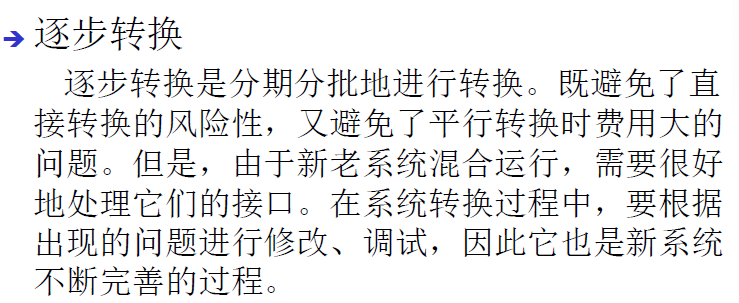 逐步转换
逐步转换是分期分批地进行转换。既避免了直
接转换的风险性，又避免了平行转换时费用大的
问题。但是，由于新老系统混合运行，需要很好
地处理它们的接口。在系统转换过程中，要根据
出现的问题进行修改、调试，因此它也是新系统
不断完善的过程。